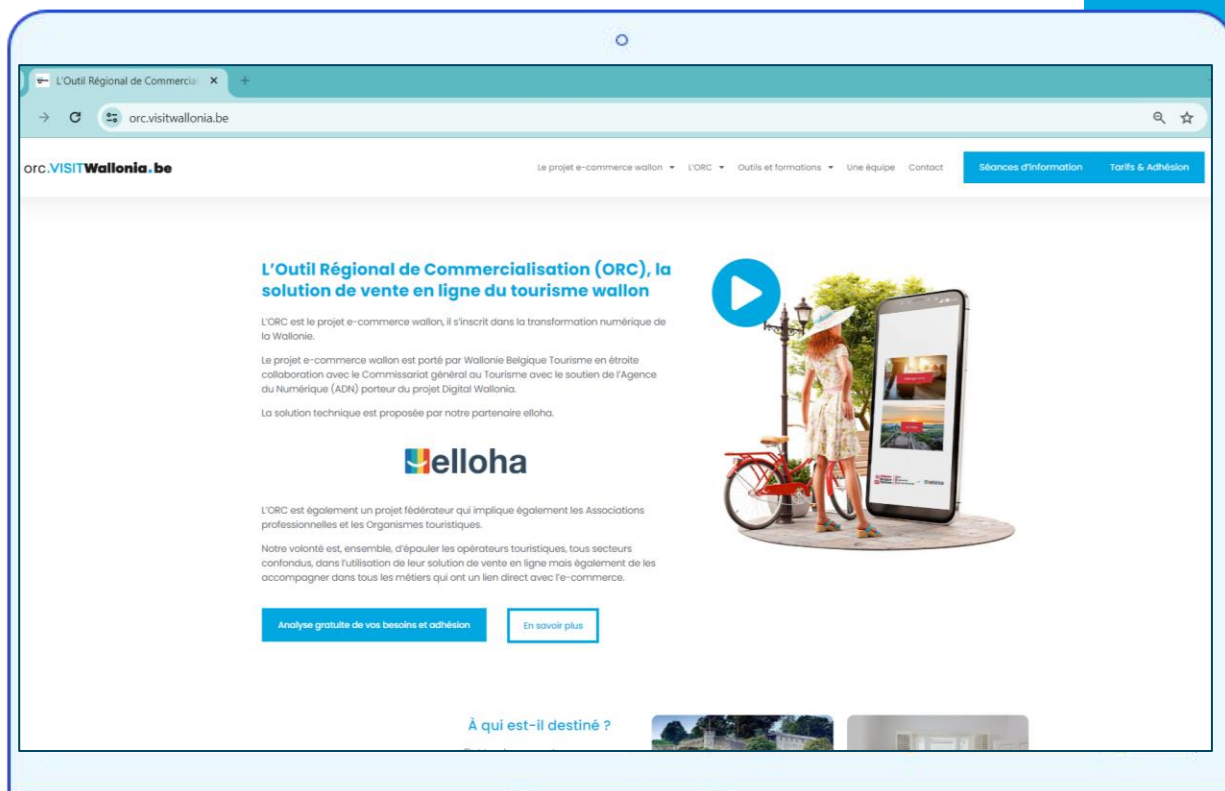 L'Outil Régional de Commercia
orc.visitwallonia.be
orc.VISITWallonia.be
Le projet e-commerce wallon
L'ORC
Outils et formations
Une équipe
Contact
Séances d'information
Tarifs & Adhésion
L'Outil Régional de Commercialisation (ORC), la
solution de vente en ligne du tourisme wallon
L'ORC est le projet e-commerce wallon, il s'inscrit dans la transformation numérique de
la Wallonie.
Le projet e-commerce wallon est porté par Wallonie Belgique Tourisme en étroite
collaboration avec le Commissariat général au Tourisme avec le soutien de l'Agence
du Numérique (ADN) porteur du projet Digital Wallonia.
La solution technique est proposée par notre partenaire elloha.
elloha
L'ORC est également un projet fédérateur qui implique également les Associations
professionnelles et les Organismes touristiques.
Notre volonté est, ensemble, d'épauler les opérateurs touristiques, tous secteurs
confondus, dans l'utilisation de leur solution de vente en ligne mais également de les
accompagner dans tous les métiers qui ont un lien direct avec l'e-commerce.
Analyse gratuite de vos besoins et adhésion
En savoir plus
À qui est-il destiné ?